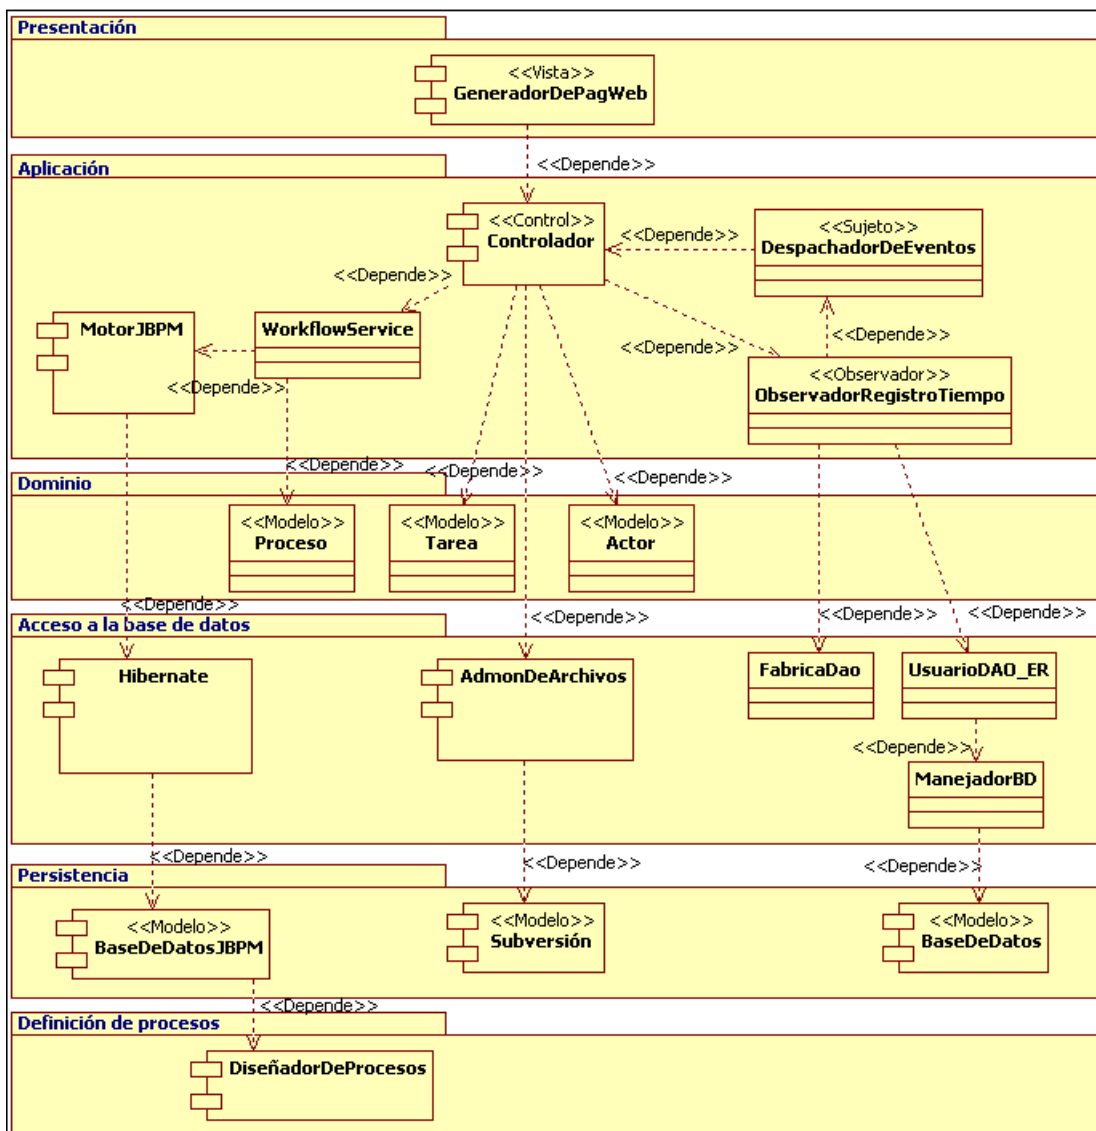 Presentación
<<Vista>>
GeneradorDePagWeb
<<Depende>>
Aplicación
<<Control>>
Controlador
<<Depende>>
<<Sujeto>>
DespachadorDeEventos
<<Depende>>
MotorJBPM
WorkflowService
<<Depende>>
<<Depende>>
<<Depende>>
<<Observador>>
ObservadorRegistroTiempo
<<Depende>>
<<Depende>>
<<Depende>>
Dominio
<<Modelo>>
Proceso
<<Modelo>>
Tarea
<<Modelo>>
Actor
<<Depende>>
<<Depende>>
<<Depende>>
<<Depende>>
Acceso a la base de datos
Hibernate
AdmonDeArchivos
FabricaDao
UsuarioDAO_ER
<<Depende>>
ManejadorBD
<<Depende>>
<<Depende>>
<<Depende>>
Persistencia
<<Modelo>>
BaseDeDatosJBPM
<<Modelo>>
Subversión
<<Modelo>>
BaseDeDatos
<<Depende>>
Definición de procesos
DiseñadorDeProcesos